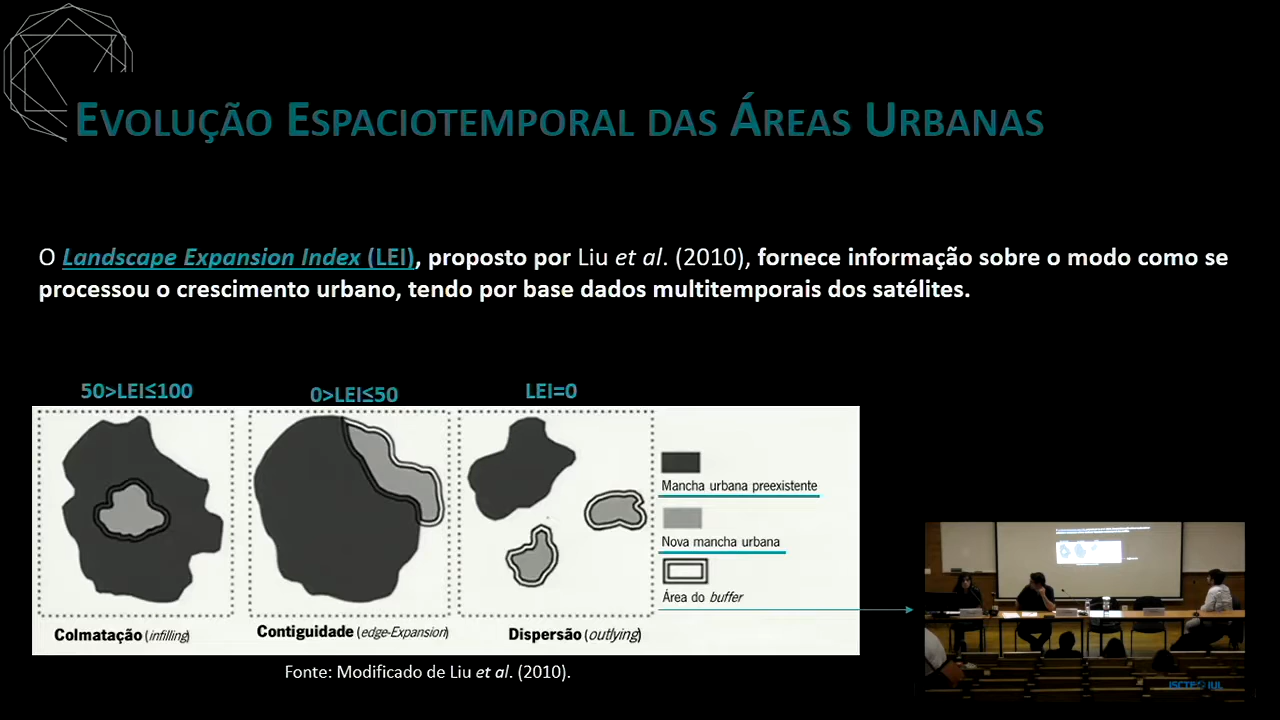 EVOLUÇÃO ESPACIOTEMPORAL DAS ÁREAS URBANAS
O Landscape Expansion Index (LEI), proposto por Liu et al. (2010), fornece informação sobre o modo como se
processou o crescimento urbano, tendo por base dados multitemporais dos satélites.
50>LEI≤100
0>LEI≤50
LEI=0
Mancha urbana preexistente
Nova mancha urbana
Área do buffer
Colmatação (infilling)
Contiguidade (edge-Expansion)
Dispersão (outlying)
Fonte: Modificado de Liu et al. (2010).
ISCTE IUL